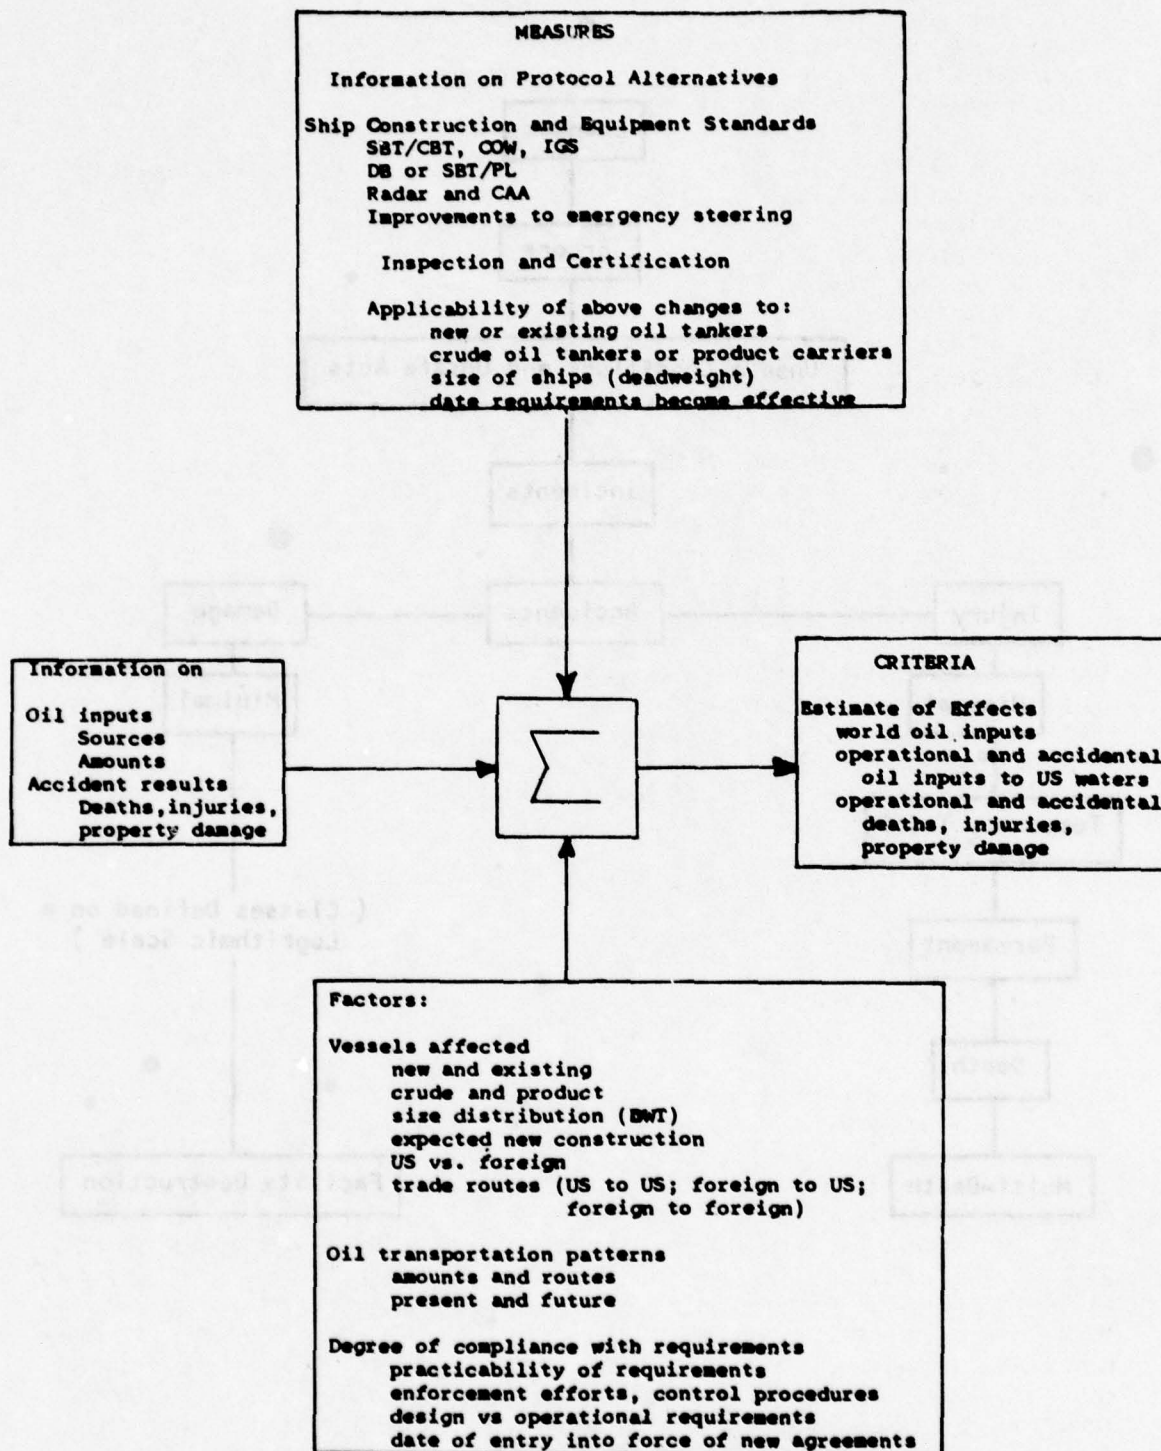 MEASURES
Information on Protocol Alternatives
Ship Construction and Equipment Standards
SBT/CBT, COW, IGS
DB or SBT/PL
Radar and CAA
Improvements to emergency steering
Inspection and Certification
Applicability of above changes to:
new or existing oil tankers
crude oil tankers or product carriers
size of ships (deadweight)
date requirements become effective
Information on
Oil inputs
Sources
Amounts
Accident results
Deaths, injuries,
property damage
Σ
CRITERIA
Estimate of Effects
world oil inputs
operational and accidental
oil inputs to US waters
operational and accidental
deaths, injuries,
property damage
Factors:
Vessels affected
new and existing
crude and product
size distribution (DWT)
expected new construction
US vs. foreign
trade routes (US to US; foreign to US;
foreign to foreign)
Oil transportation patterns
amounts and routes
present and future
Degree of compliance with requirements
practicability of requirements
enforcement efforts, control procedures
design vs operational requirements
date of entry into force of new agreements